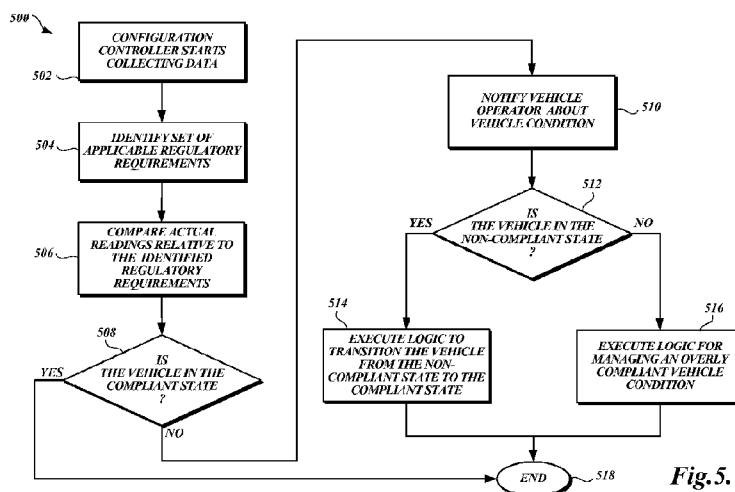 500
CONFIGURATION
CONTROLLER STARTS
COLLECTING DATA
502
IDENTIFY SET OF
APPLICABLE REGULATORY
REQUIREMENTS
504
COMPARE ACTUAL
READINGS RELATIVE TO
THE IDENTIFIED
REGULATORY
REQUIREMENTS
506
508
IS
THE VEHICLE IN THE
COMPLIANT STATE
?
YES
NO
NOTIFY VEHICLE
OPERATOR ABOUT
VEHICLE CONDITION
510
512
IS
THE VEHICLE IN THE
NON-COMPLIANT STATE
?
YES
NO
514
EXECUTE LOGIC TO
TRANSITION THE VEHICLE
FROM THE NON-
COMPLIANT STATE TO THE
COMPLIANT STATE
516
EXECUTE LOGIC FOR
MANAGING AN OVERLY
COMPLIANT VEHICLE
CONDITION
END
518
Fig.5.